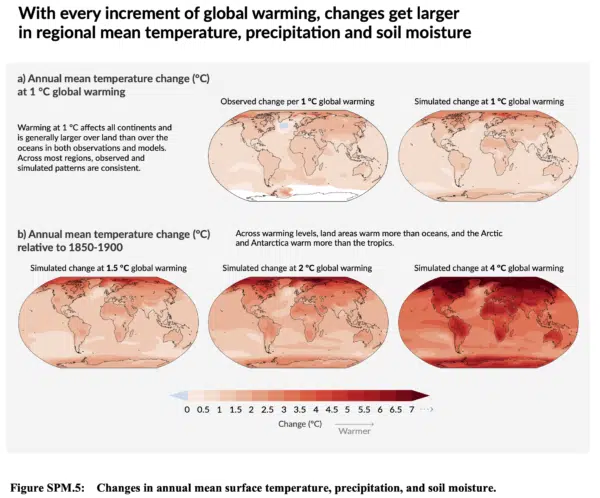 With every increment of global warming, changes get larger
in regional mean temperature, precipitation and soil moisture
a) Annual mean temperature change (°C)
at 1 °C global warming
Warming at 1 °C affects all continents and
is generally larger over land than over the
oceans in both observations and models.
Across most regions, observed and
simulated patterns are consistent.
Observed change per 1 °C global warming
Simulated change at 1 °C global warming
b) Annual mean temperature change (°C)
relative to 1850-1900
Across warming levels, land areas warm more than oceans, and the Arctic
and Antarctica warm more than the tropics.
Simulated change at 1.5 °C global warming
Simulated change at 2 °C global warming
Simulated change at 4 °C global warming
0 0.5 1 1.5 2 2.5 3 3.5 4 4.5 5 5.5 6 6.5 7
Change (°C)
Warmer
Figure SPM.5: Changes in annual mean surface temperature, precipitation, and soil moisture.